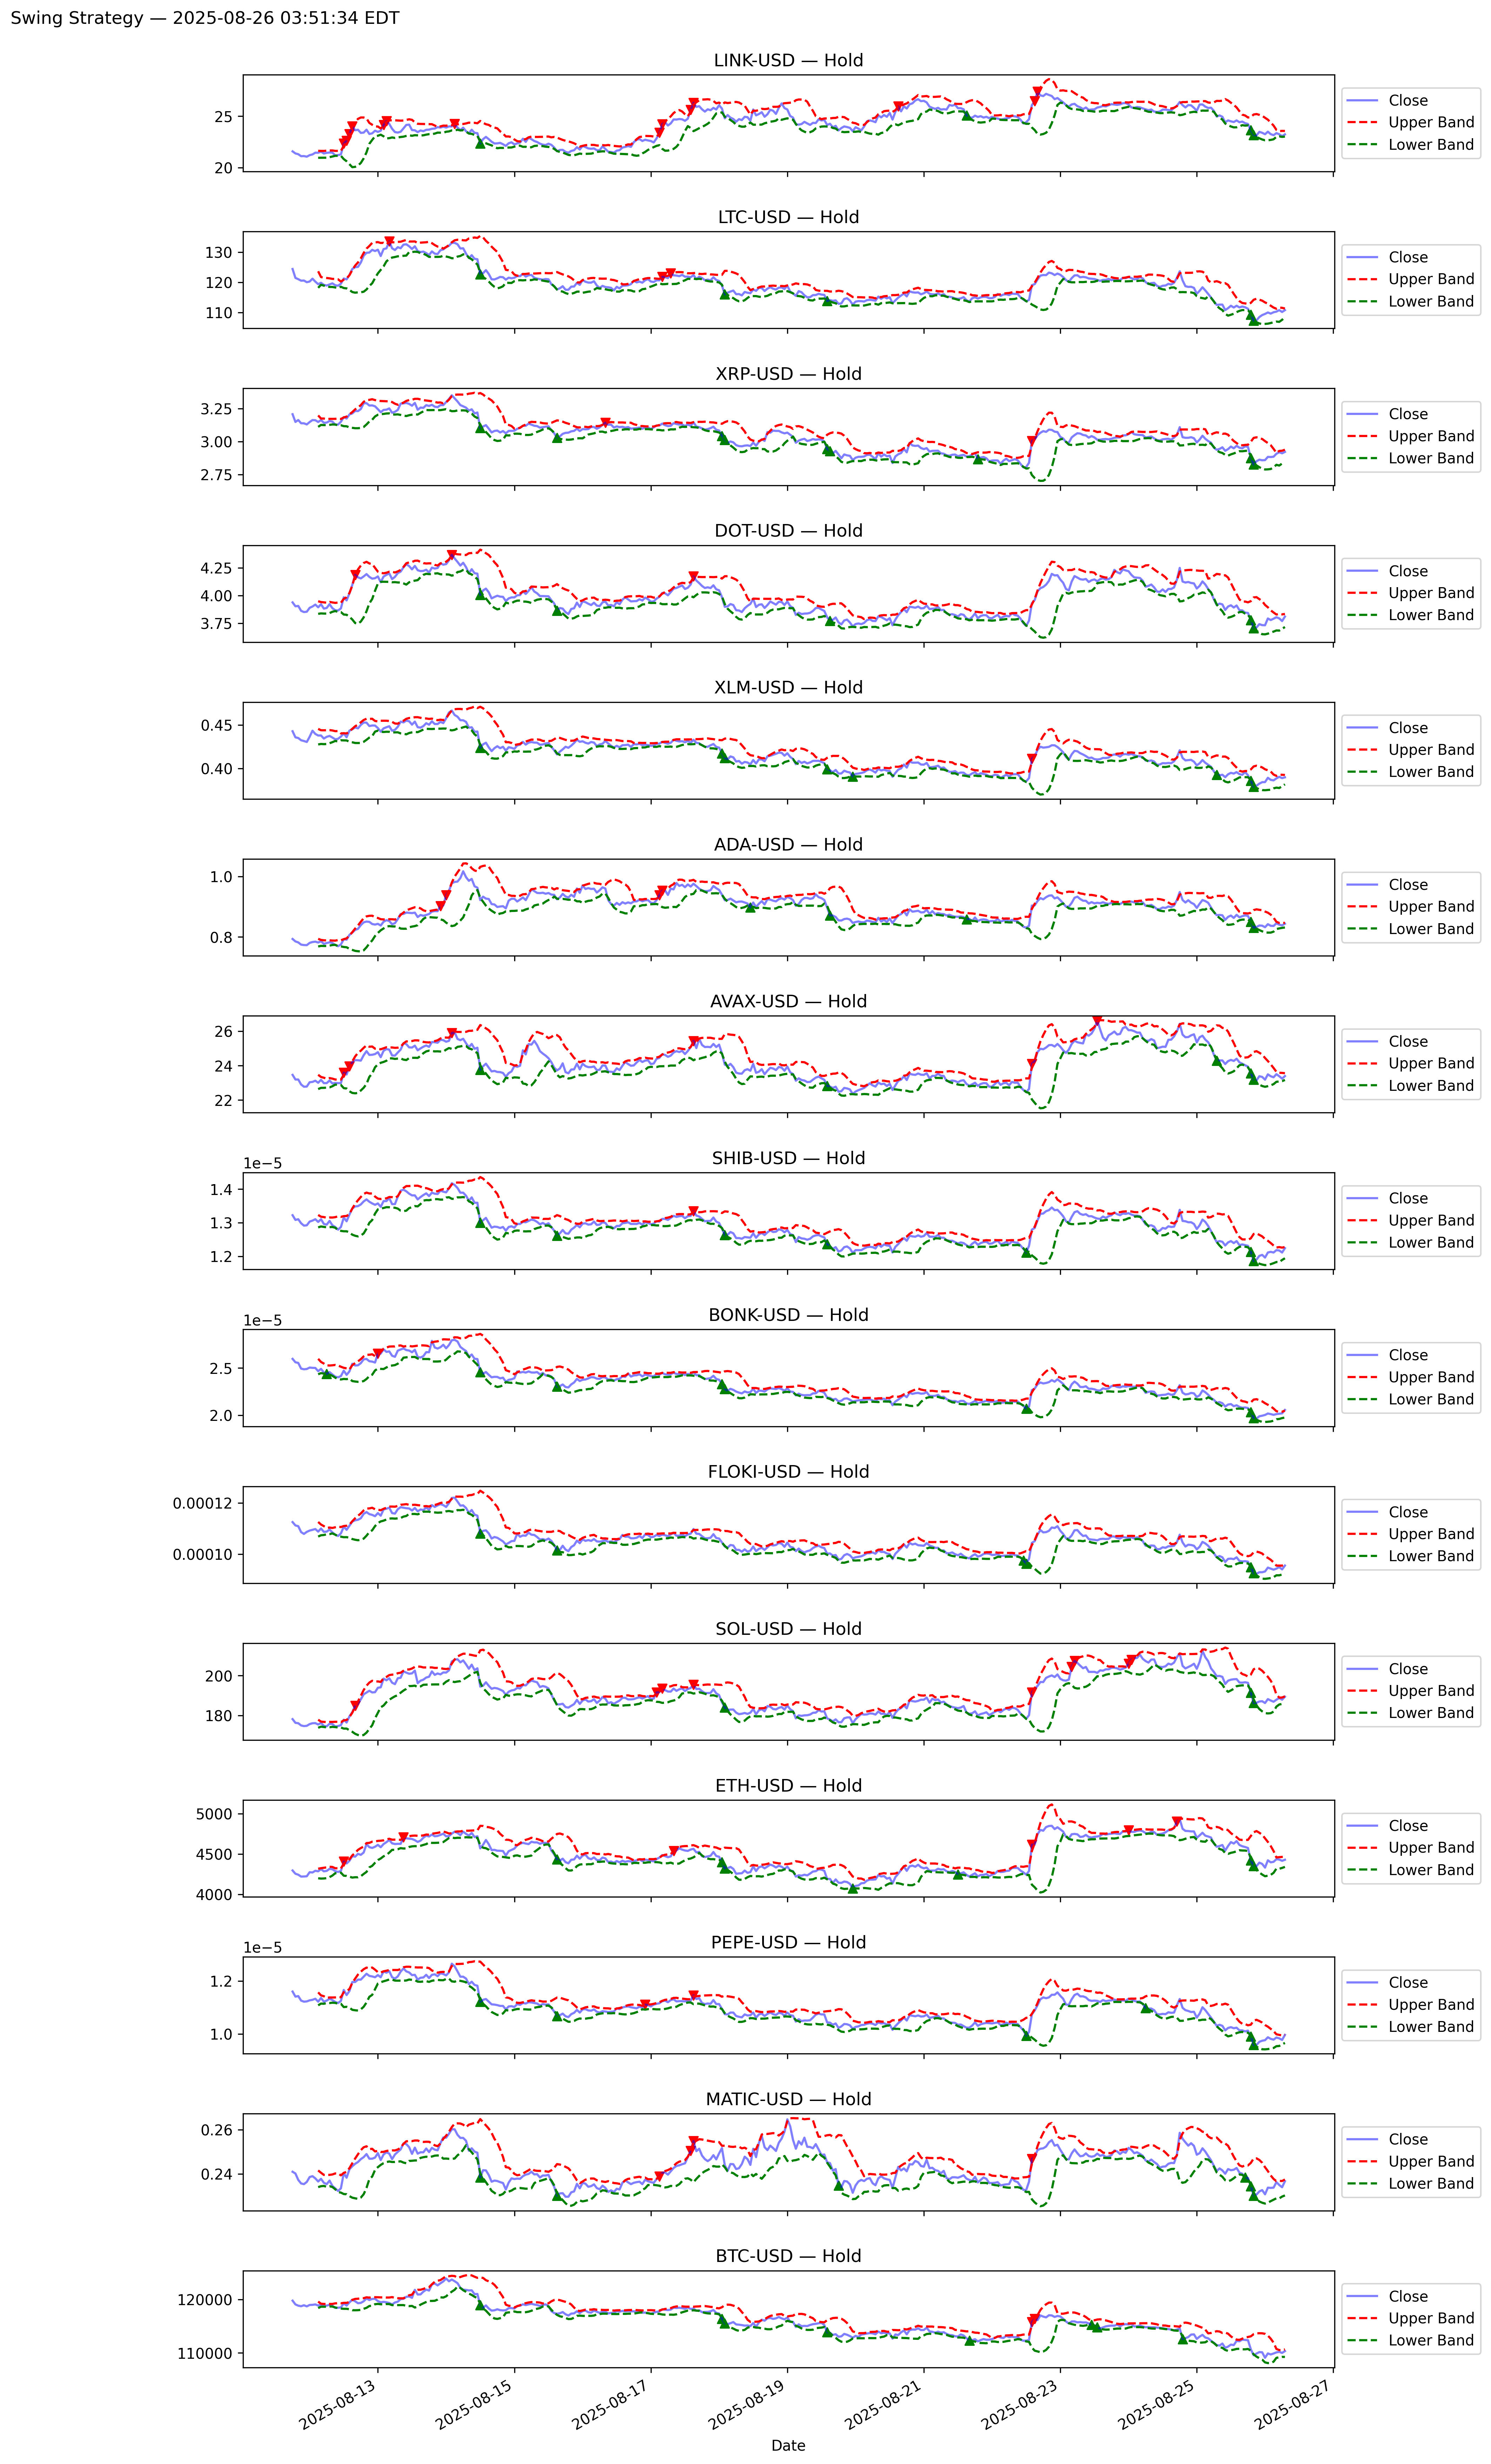 Swing Strategy — 2025-08-26 03:51:34 EDT
LINK-USD — Hold
25
20
Close
Upper Band
Lower Band
LTC-USD — Hold
130
120
110
Close
Upper Band
Lower Band
XRP-USD — Hold
3.25
3.00
2.75
Close
Upper Band
Lower Band
DOT-USD — Hold
4.25
4.00
3.75
Close
Upper Band
Lower Band
XLM-USD — Hold
0.45
0.40
Close
Upper Band
Lower Band
ADA-USD — Hold
1.0
0.8
Close
Upper Band
Lower Band
AVAX-USD — Hold
26
24
22
Close
Upper Band
Lower Band
SHIB-USD — Hold
1e−5
1.4
1.3
1.2
Close
Upper Band
Lower Band
BONK-USD — Hold
1e−5
2.5
2.0
Close
Upper Band
Lower Band
FLOKI-USD — Hold
0.00012
0.00010
Close
Upper Band
Lower Band
SOL-USD — Hold
200
180
Close
Upper Band
Lower Band
ETH-USD — Hold
5000
4500
4000
Close
Upper Band
Lower Band
PEPE-USD — Hold
1e−5
1.2
1.0
Close
Upper Band
Lower Band
MATIC-USD — Hold
0.26
0.24
Close
Upper Band
Lower Band
BTC-USD — Hold
120000
110000
Close
Upper Band
Lower Band
2025-08-13
2025-08-15
2025-08-17
2025-08-19
2025-08-21
2025-08-23
2025-08-25
2025-08-27
Date